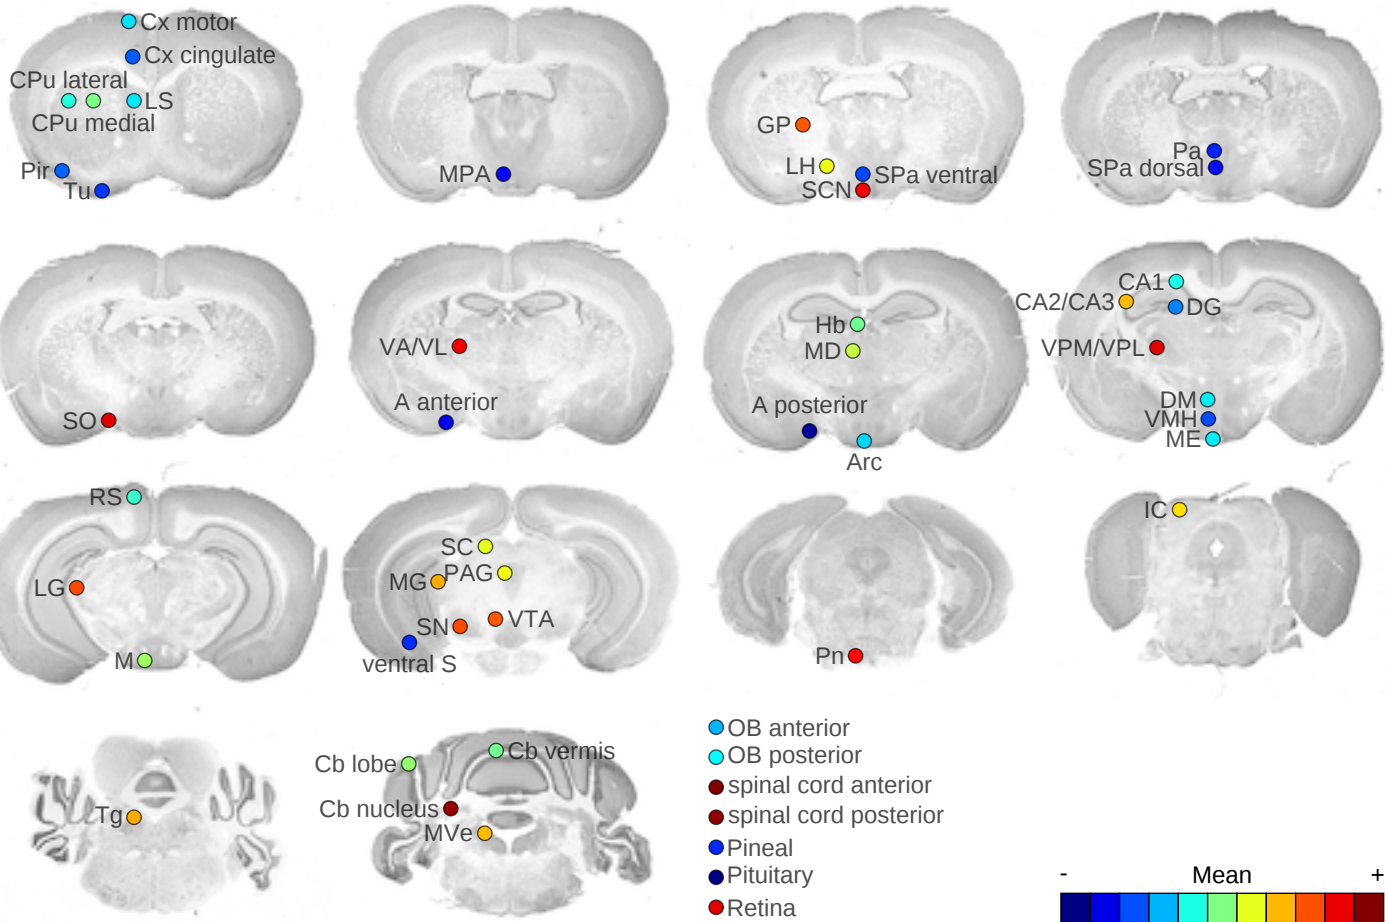 Cx motor
Cx cingulate
CPu lateral
LS
CPu medial
Pir
Tu
MPA
GP
LH
SPa ventral
SCN
Pa
SPa dorsal
SO
VA/VL
A anterior
Hb
MD
A posterior
Arc
CA1
CA2/CA3
DG
VPM/VPL
DM
VMH
ME
RS
LG
M
SC
MG
PAG
SN
VTA
ventral S
Pn
IC
Tg
Cb lobe
Cb vermis
Cb nucleus
MVe
OB anterior
OB posterior
spinal cord anterior
spinal cord posterior
Pineal
Pituitary
Retina
- Mean +